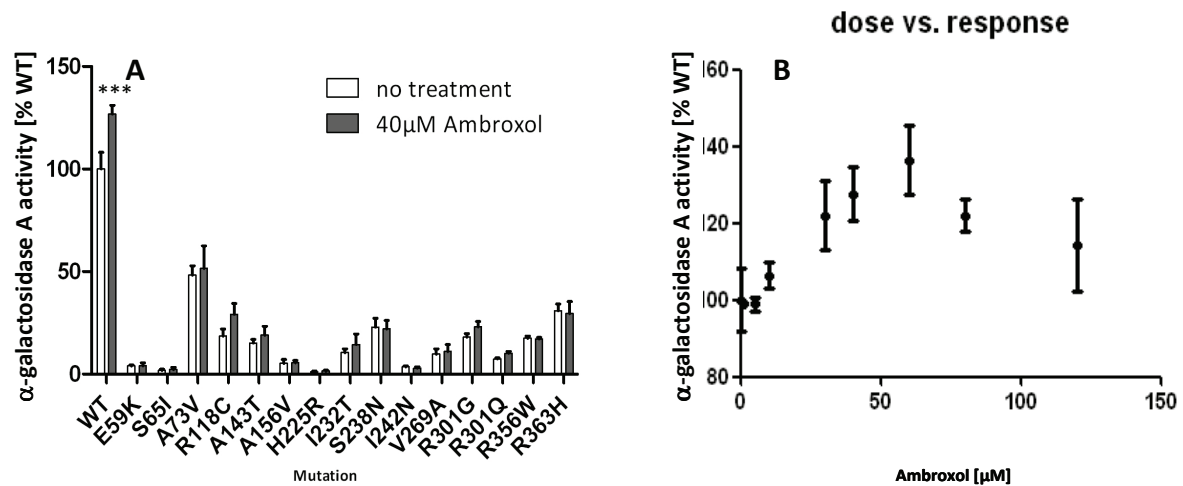 A
***
α-galactosidase A activity [% WT]
150
100
50
0
no treatment
40µM Ambroxol
WT
E59K
S65I
A73V
R118C
A143T
A156V
H225R
I232T
S238N
I242N
V269A
R301G
R301Q
R356W
R363H
Mutation
dose vs. response
B
α-galactosidase A activity [% WT]
160
140
120
100
80
0
50
100
150
Ambroxol [µM]